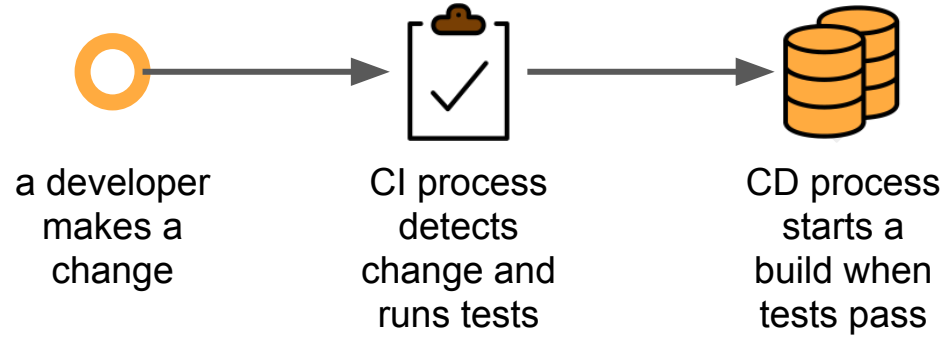 a developer
makes a
change
CI process
detects
change and
runs tests
CD process
starts a
build when
tests pass